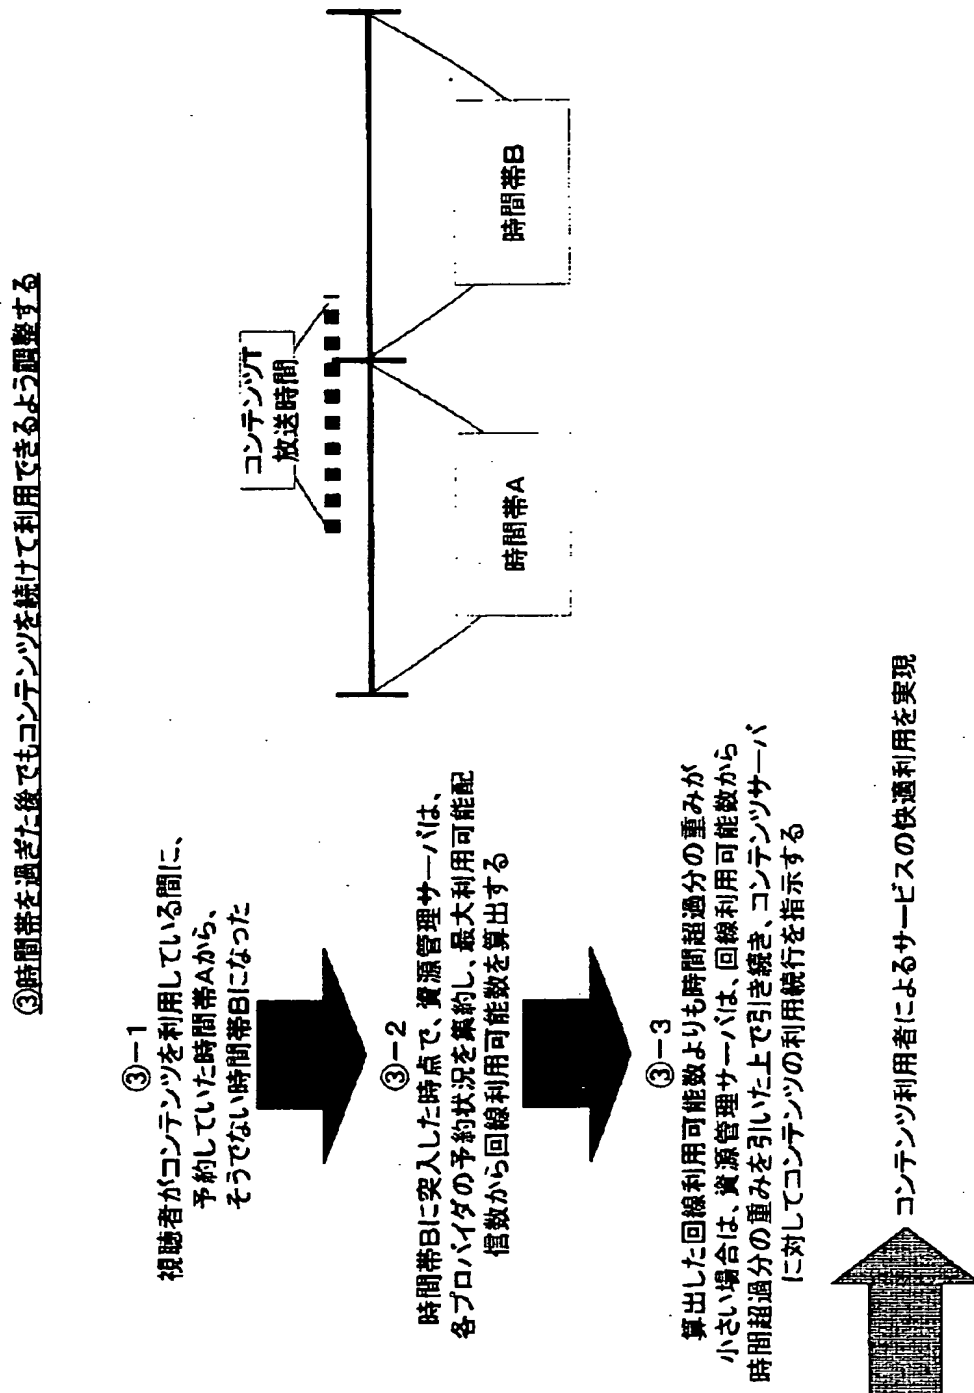 ③時間帯を過ぎた後でもコンテンツを続けて利用できるよう調整する
③−1
視聴者がコンテンツを利用している間に、
予約していた時間帯Aから、
そうでない時間帯Bになった
③−2
時間帯Bに突入した時点で、資源管理サーバは、
各プロバイダの予約状況を集約し、最大利用可能配
信数から回線利用可能数を算出する
③−3
算出した回線利用可能数よりも時間超過分の重みが
小さい場合は、資源管理サーバは、回線利用可能数から
時間超過分の重みを引いた上で引き続き、コンテンツサーバ
に対してコンテンツの利用続行を指示する
コンテンツ利用者によるサービスの快適利用を実現
コンテンツT
放送時間
時間帯A
時間帯B